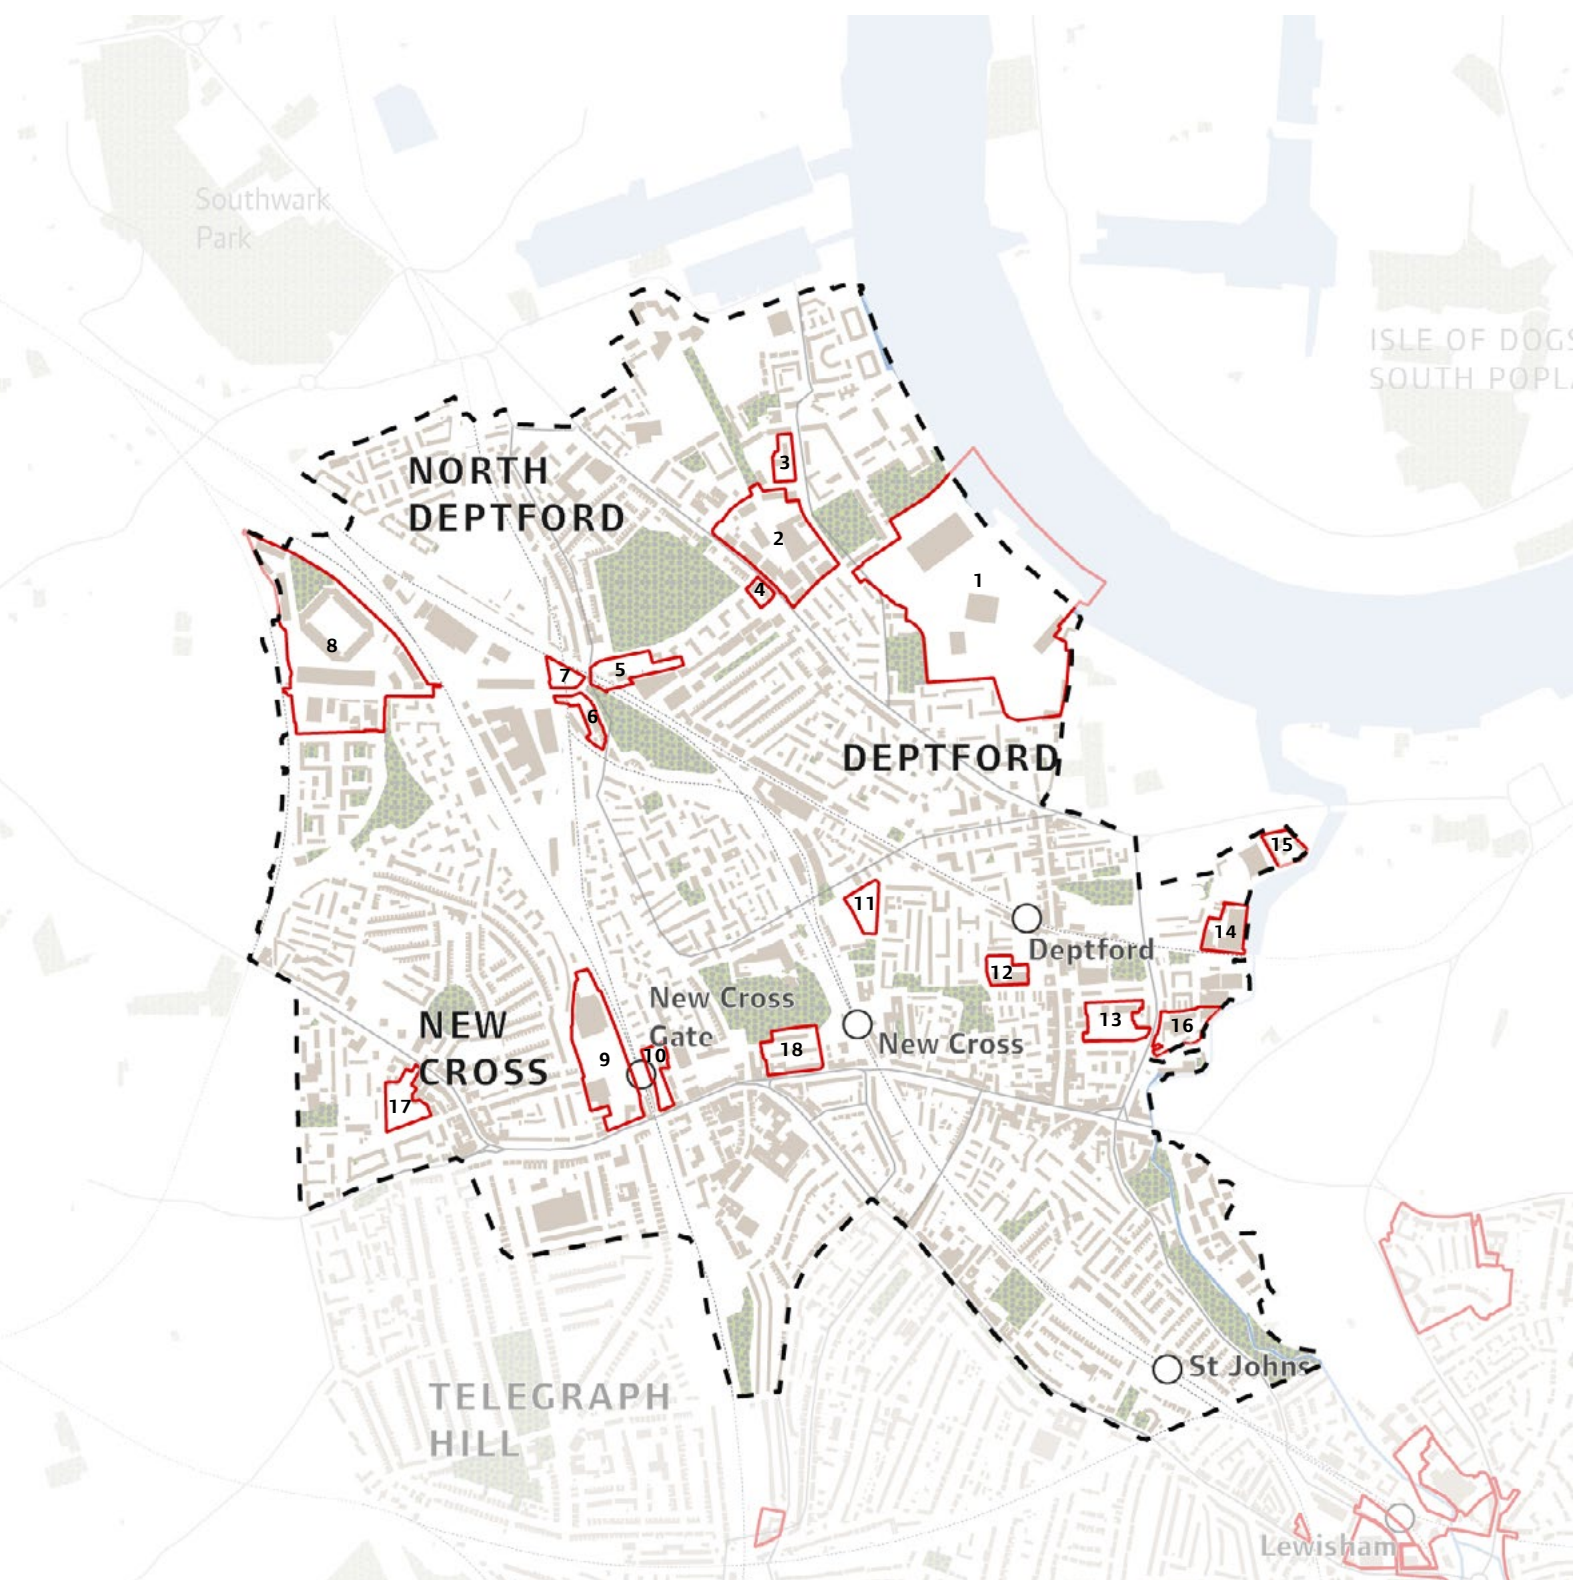 Southwark
Park
ISLE OF DOGS
SOUTH POPL
NORTH
DEPTFORD
3
2
4
1
8
7
5
6
DEPTFORD
15
11
14
Deptford
12
New Cross
Gate
NEW
CROSS
13
16
New Cross
18
10
9
17
St Johns
TELEGRAPH
HILL
Lewisham